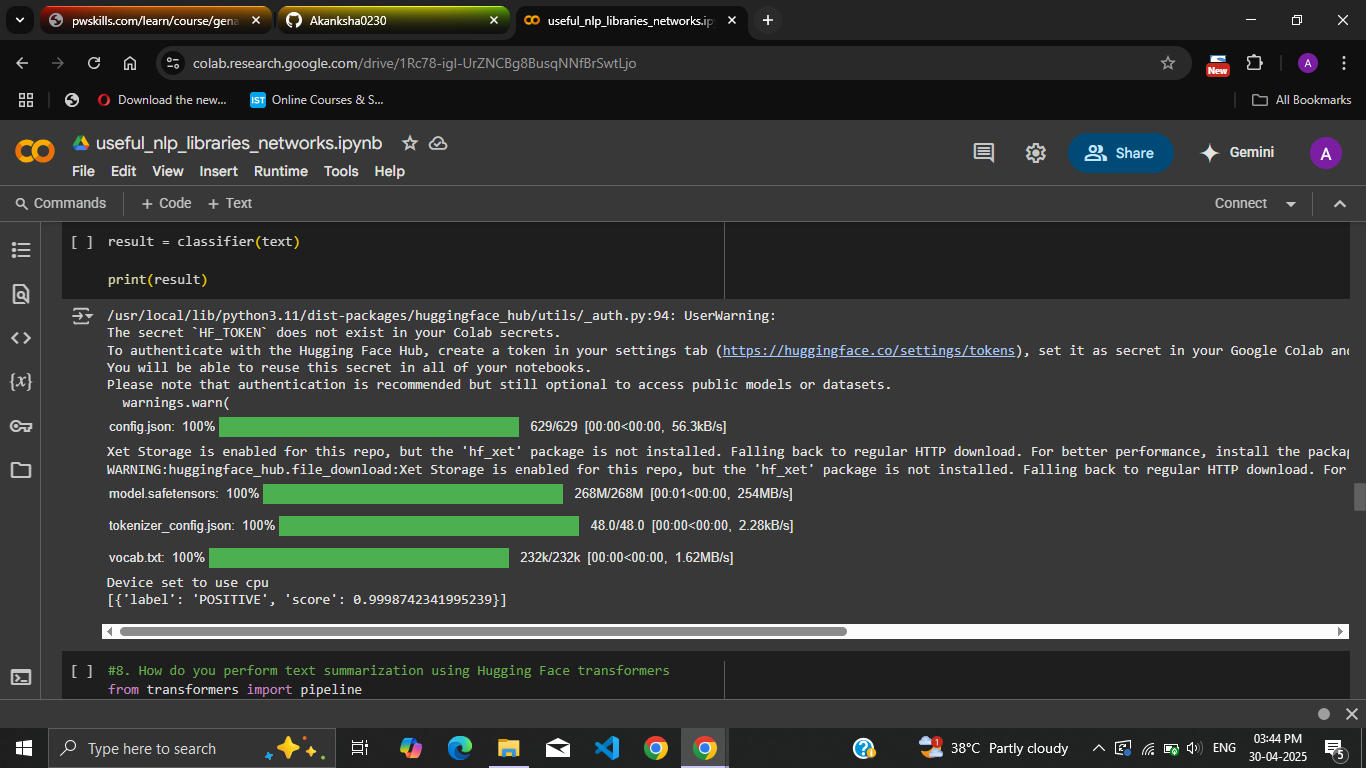 pwskills.com/learn/course/gena
Akanksha0230
useful_nlp_libraries_networks.ip
colab.research.google.com/drive/1Rc78-igI-UrZNCBg8BusqNNfBrSwtLjo
New
A
Download the new...
IST
Online Courses & S...
All Bookmarks
useful_nlp_libraries_networks.ipynb
File Edit View Insert Runtime Tools Help
Share
Gemini
A
Commands
+ Code + Text
Connect
[ ] result = classifier(text)
print(result)
/usr/local/lib/python3.11/dist-packages/huggingface_hub/utils/_auth.py:94: UserWarning:
The secret `HF_TOKEN` does not exist in your Colab secrets.
To authenticate with the Hugging Face Hub, create a token in your settings tab (https://huggingface.co/settings/tokens), set it as secret in your Google Colab and
You will be able to reuse this secret in all of your notebooks.
Please note that authentication is recommended but still optional to access public models or datasets.
warnings.warn(
config.json: 100% 629/629 [00:00<00:00, 56.3kB/s]
Xet Storage is enabled for this repo, but the 'hf_xet' package is not installed. Falling back to regular HTTP download. For better performance, install the packag
WARNING:huggingface_hub.file_download:Xet Storage is enabled for this repo, but the 'hf_xet' package is not installed. Falling back to regular HTTP download. For
model.safetensors: 100% 268M/268M [00:01<00:00, 254MB/s]
tokenizer_config.json: 100% 48.0/48.0 [00:00<00:00, 2.28kB/s]
vocab.txt: 100% 232k/232k [00:00<00:00, 1.62MB/s]
Device set to use cpu
[{'label': 'POSITIVE', 'score': 0.9998742341995239}]
[ ] #8. How do you perform text summarization using Hugging Face transformers
from transformers import pipeline
Type here to search
1
38°C Partly cloudy
ENG
03:44 PM
30-04-2025
5